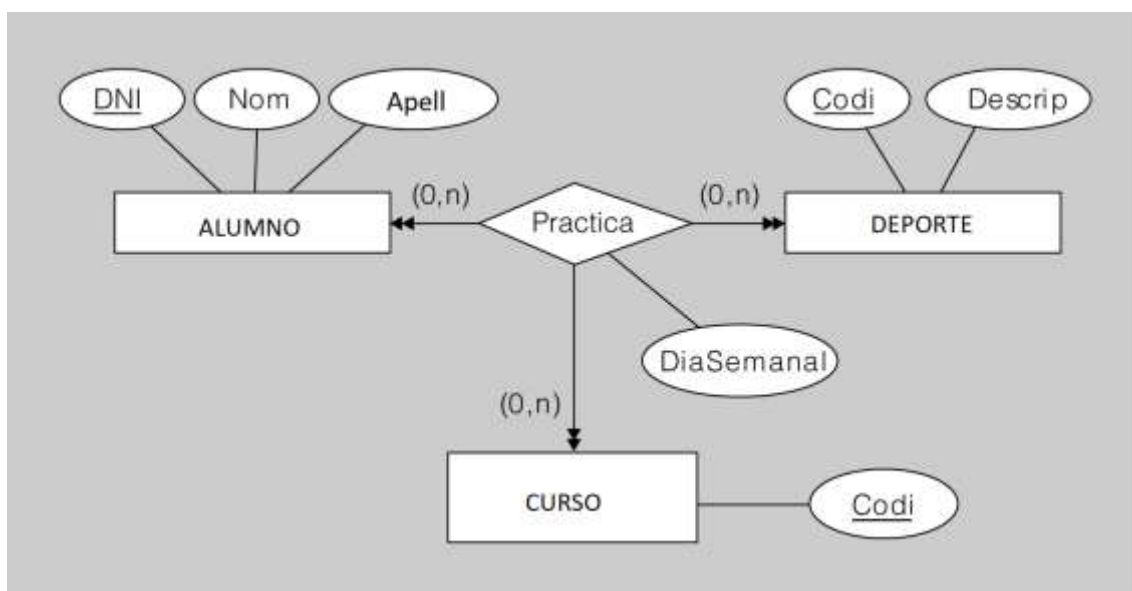 DNI
Nom
Apell
Codi
Descrip
(0,n)
(0,n)
ALUMNO
Practica
DEPORTE
DiaSemanal
(0,n)
CURSO
Codi